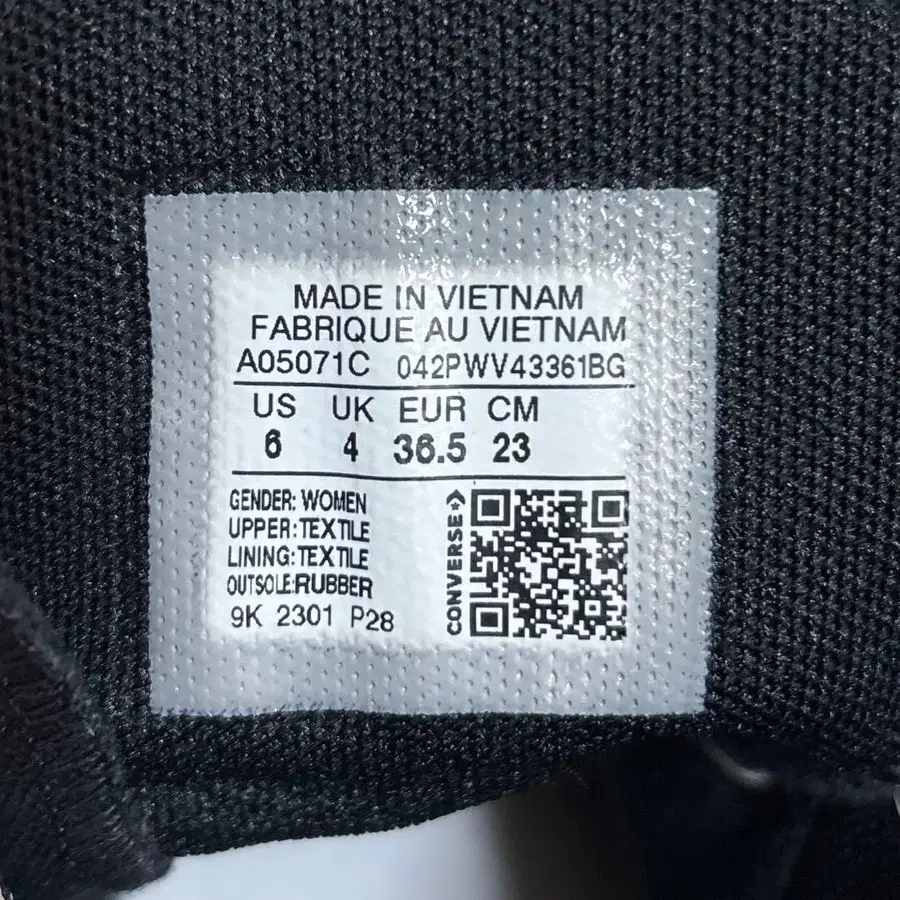 MADE IN VIETNAM
FABRIQUE AU VIETNAM
A05071C 042PWV43361BG
US UK EUR CM
6 4 36.5 23
GENDER: WOMEN
UPPER: TEXTILE
LINING: TEXTILE
OUTSOLE:RUBBER
9K 2301 P28
CONVERSE